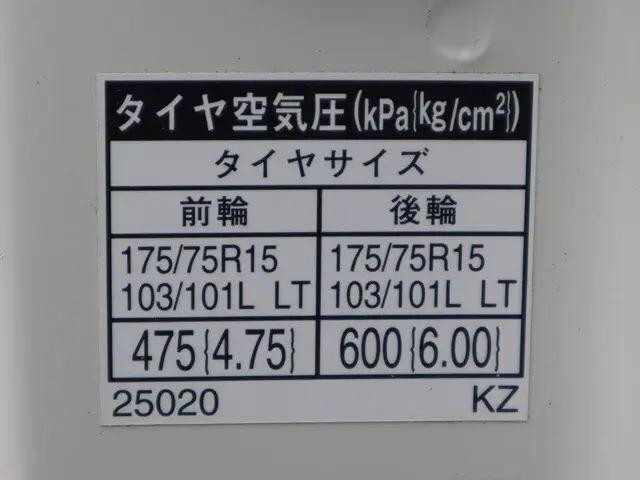 タイヤ空気圧(kPa{kg/cm²})
タイヤサイズ
前輪 後輪
175/75R15 175/75R15
103/101L LT 103/101L LT
475{4.75} 600{6.00}
25020 KZ